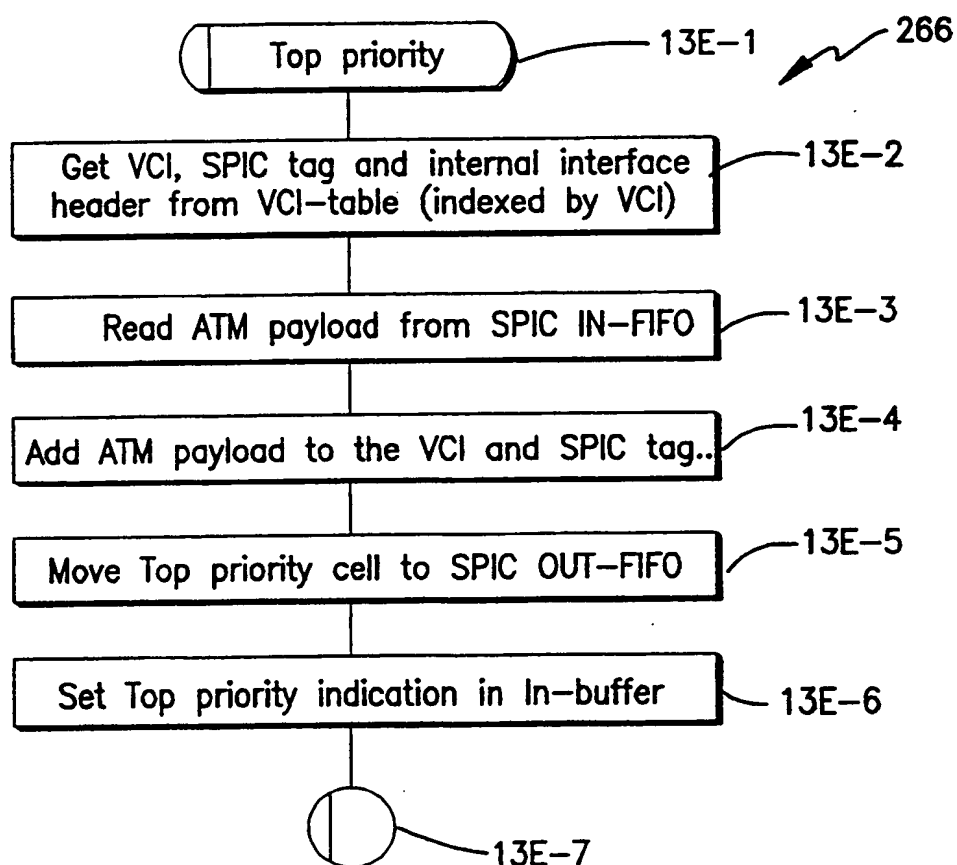 266
Top priority
13E-1
Get VCI, SPIC tag and internal interface
header from VCI-table (indexed by VCI)
13E-2
Read ATM payload from SPIC IN-FIFO
13E-3
Add ATM payload to the VCI and SPIC tag..
13E-4
Move Top priority cell to SPIC OUT-FIFO
13E-5
Set Top priority indication in In-buffer
13E-6
13E-7